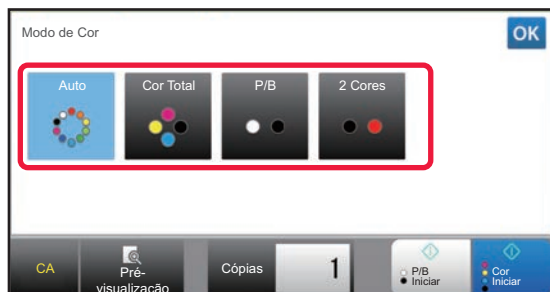 Modo de Cor
OK
Auto
Cor Total
P/B
2 Cores
CA
Pré-
visualização
Cópias
1
P/B
Iniciar
Cor
Iniciar